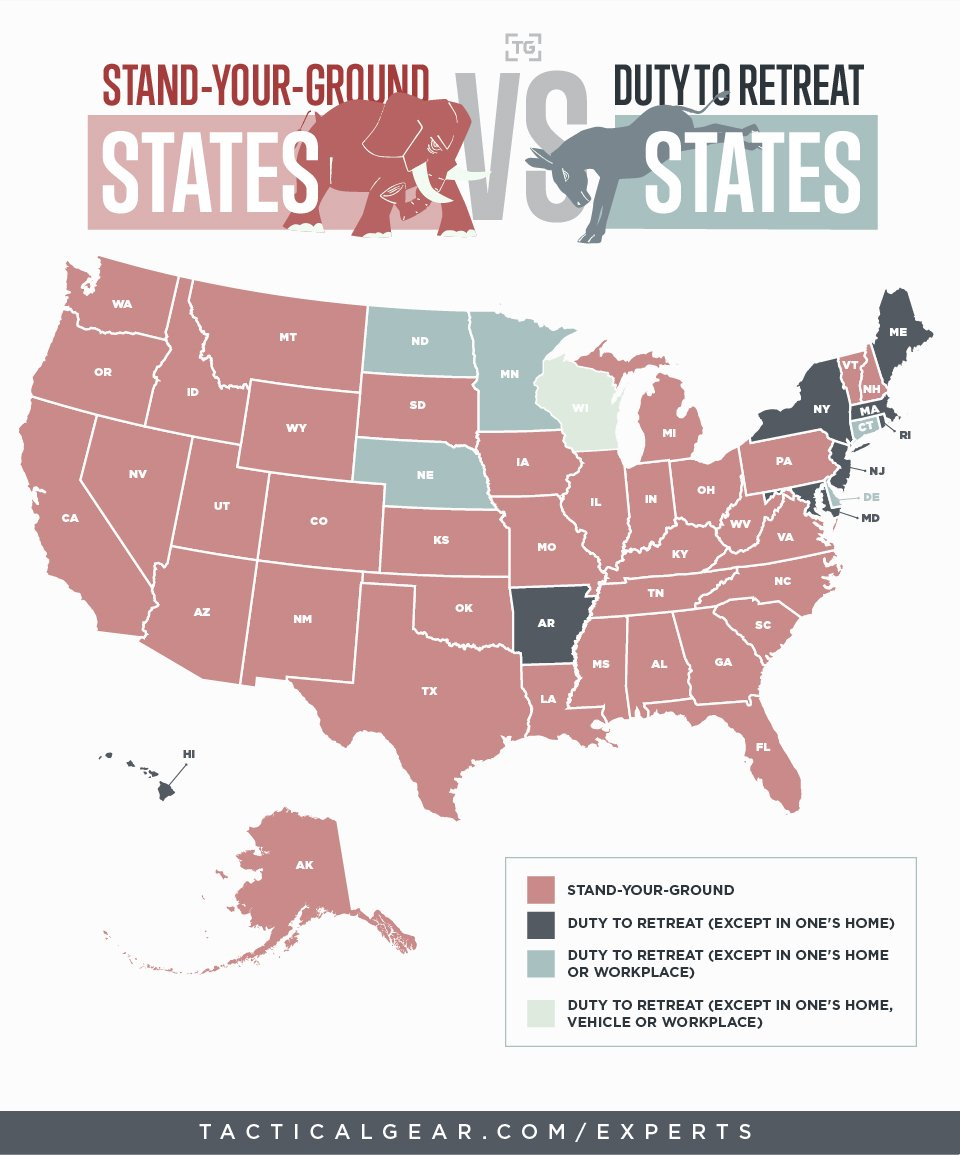 TG
STAND-YOUR-GROUND
STATES
VS
DUTY TO RETREAT
STATES
WA
MT
ND
MN
ME
OR
ID
SD
WI
MI
VT
NH
NY
MA
CT
RI
WY
IA
PA
NJ
NV
NE
IL
IN
OH
DE
MD
CA
UT
CO
KS
MO
WV
VA
KY
NC
AZ
NM
OK
AR
TN
SC
TX
MS
AL
GA
LA
FL
HI
AK
STAND-YOUR-GROUND
DUTY TO RETREAT (EXCEPT IN ONE'S HOME)
DUTY TO RETREAT (EXCEPT IN ONE'S HOME
OR WORKPLACE)
DUTY TO RETREAT (EXCEPT IN ONE'S HOME,
VEHICLE OR WORKPLACE)
TACTICALGEAR.COM/EXPERTS